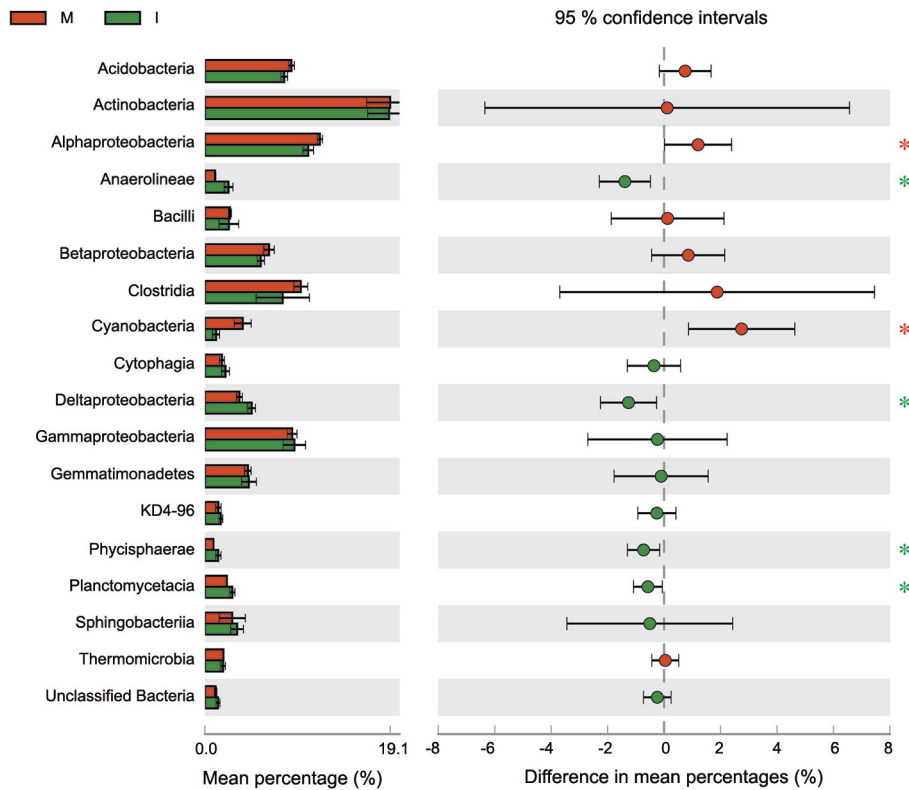 M I
95 % confidence intervals
Acidobacteria
Actinobacteria
Alphaproteobacteria *
Anaerolineae *
Bacilli
Betaproteobacteria
Clostridia
Cyanobacteria *
Cytophagia
Deltaproteobacteria *
Gammaproteobacteria
Gemmatimonadetes
KD4-96
Phycisphaerae *
Planctomycetacia *
Sphingobacteriia
Thermomicrobia
Unclassified Bacteria
0.0 19.1 -8 -6 -4 -2 0 2 4 6 8
Mean percentage (%) Difference in mean percentages (%)